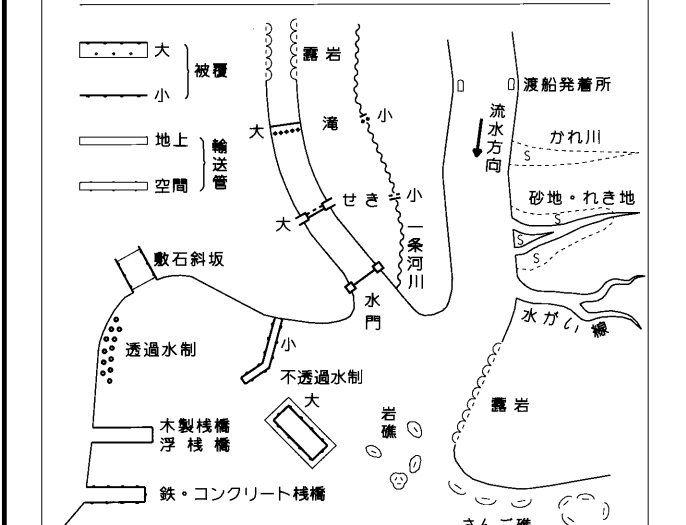 大
被覆
小
地上
輸送管
空間
露岩
大
滝
小
せき
小
大
一条河川
水門
渡船発着所
流水方向
かれ川
S
砂地・れき地
S
S
S
水がい線
敷石斜坂
透過水制
小
不透過水制
大
木製桟橋
浮桟橋
鉄・コンクリート桟橋
岩礁
露岩
さんご礁